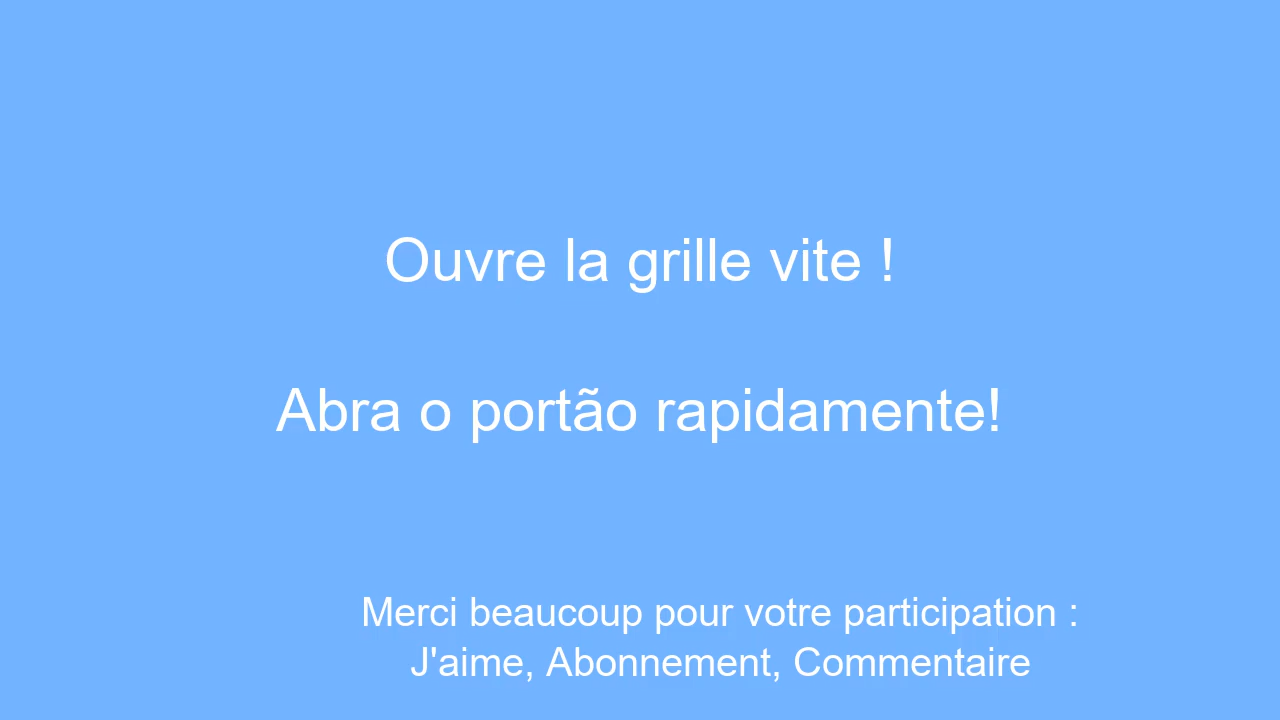 Ouvre la grille vite !
Abra o portão rapidamente!
Merci beaucoup pour votre participation :
J'aime, Abonnement, Commentaire